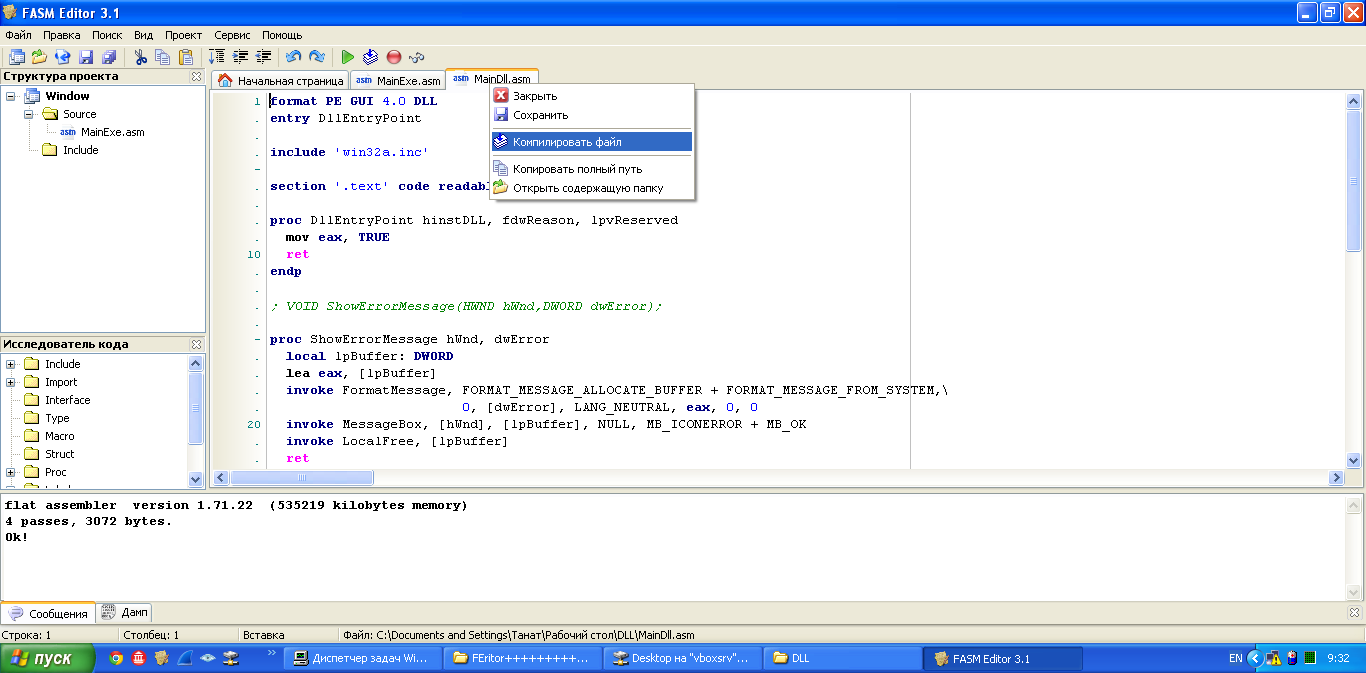 FASM Editor 3.1
Файл Правка Поиск Вид Проект Сервис Помощь
Структура проекта
Window
Source
asm MainExe.asm
Include
Исследователь кода
Include
Import
Interface
Type
Macro
Struct
Proc
Начальная страница asm MainExe.asm asm MainDll.asm
Закрыть
Сохранить
Компилировать файл
Копировать полный путь
Открыть содержащую папку
1 format PE GUI 4.0 DLL
entry DllEntryPoint
include 'win32a.inc'
section '.text' code readabl
proc DllEntryPoint hinstDLL, fdwReason, lpvReserved
mov eax, TRUE
10 ret
endp
; VOID ShowErrorMessage(HWND hWnd,DWORD dwError);
proc ShowErrorMessage hWnd, dwError
local lpBuffer: DWORD
lea eax, [lpBuffer]
invoke FormatMessage, FORMAT_MESSAGE_ALLOCATE_BUFFER + FORMAT_MESSAGE_FROM_SYSTEM,\
0, [dwError], LANG_NEUTRAL, eax, 0, 0
20 invoke MessageBox, [hWnd], [lpBuffer], NULL, MB_ICONERROR + MB_OK
invoke LocalFree, [lpBuffer]
ret
flat assembler version 1.71.22 (535219 kilobytes memory)
4 passes, 3072 bytes.
Ok!
Сообщения Дамп
Строка: 1 Столбец: 1 Вставка Файл: C:\Documents and Settings\Танат\Рабочий стол\DLL\MainDll.asm
пуск Диспетчер задач Wi... FEritor++++++++++... Desktop на "vboxsrv"... DLL FASM Editor 3.1 EN 9:32